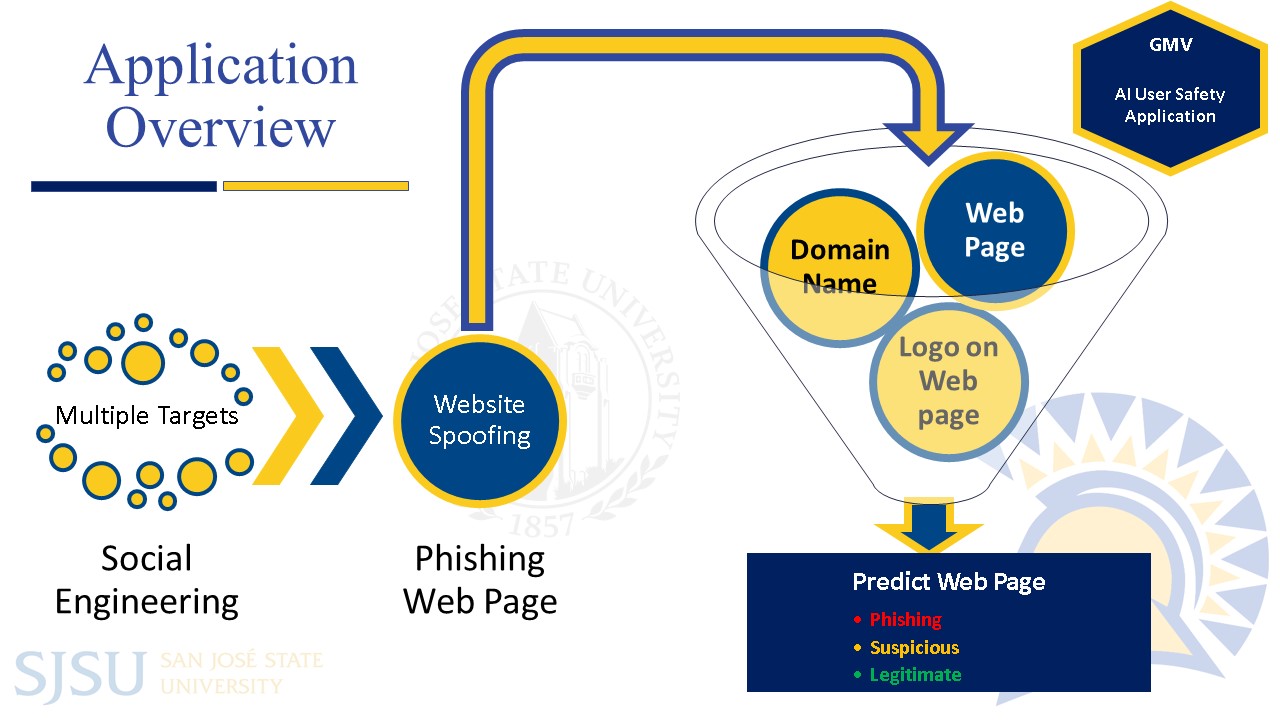 Application
Overview
GMV
AI User Safety
Application
Multiple Targets
Social
Engineering
Website
Spoofing
Phishing
Web Page
Domain
Name
Web
Page
Logo on
Web
page
Predict Web Page
• Phishing
• Suspicious
• Legitimate
JOSÉ STATE UNIVERSITY
1857
SJSU
SAN JOSÉ STATE
UNIVERSITY